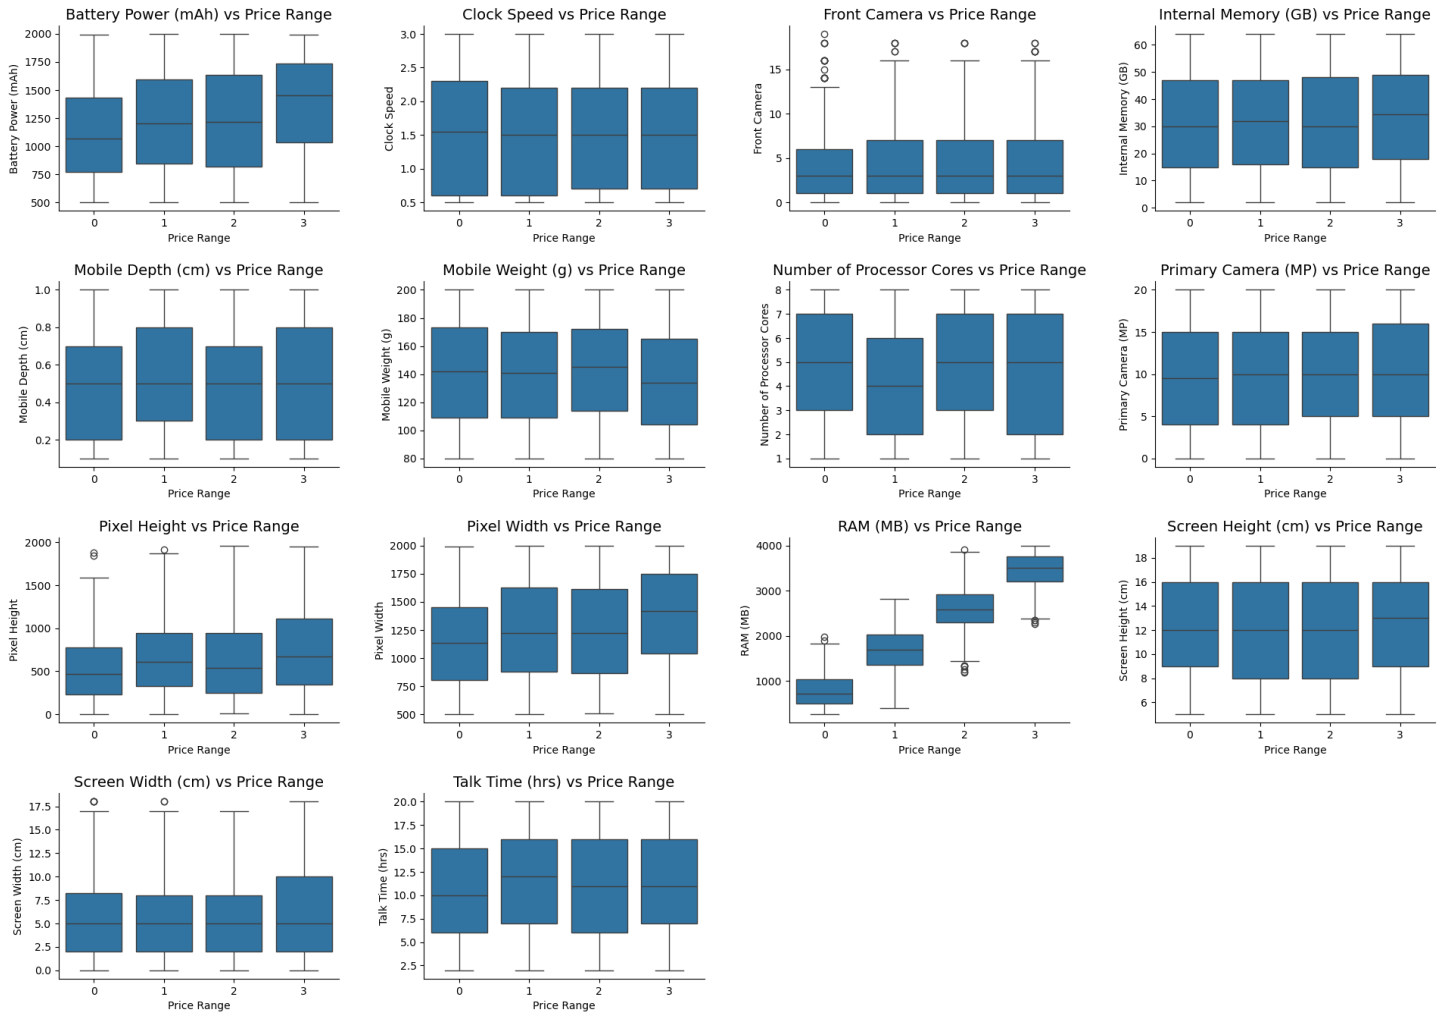 Battery Power (mAh) vs Price Range
Battery Power (mAh)
2000
1750
1500
1250
1000
750
500
0 1 2 3
Price Range
Clock Speed vs Price Range
Clock Speed
3.0
2.5
2.0
1.5
1.0
0.5
0 1 2 3
Price Range
Front Camera vs Price Range
Front Camera
15
10
5
0
0 1 2 3
Price Range
Internal Memory (GB) vs Price Range
Internal Memory (GB)
60
50
40
30
20
10
0
0 1 2 3
Price Range
Mobile Depth (cm) vs Price Range
Mobile Depth (cm)
1.0
0.8
0.6
0.4
0.2
0 1 2 3
Price Range
Mobile Weight (g) vs Price Range
Mobile Weight (g)
200
180
160
140
120
100
80
0 1 2 3
Price Range
Number of Processor Cores vs Price Range
Number of Processor Cores
8
7
6
5
4
3
2
1
0 1 2 3
Price Range
Primary Camera (MP) vs Price Range
Primary Camera (MP)
20
15
10
5
0
0 1 2 3
Price Range
Pixel Height vs Price Range
Pixel Height
2000
1500
1000
500
0
0 1 2 3
Price Range
Pixel Width vs Price Range
Pixel Width
2000
1750
1500
1250
1000
750
500
0 1 2 3
Price Range
RAM (MB) vs Price Range
RAM (MB)
4000
3000
2000
1000
0 1 2 3
Price Range
Screen Height (cm) vs Price Range
Screen Height (cm)
18
16
14
12
10
8
6
0 1 2 3
Price Range
Screen Width (cm) vs Price Range
Screen Width (cm)
17.5
15.0
12.5
10.0
7.5
5.0
2.5
0.0
0 1 2 3
Price Range
Talk Time (hrs) vs Price Range
Talk Time (hrs)
20.0
17.5
15.0
12.5
10.0
7.5
5.0
2.5
0 1 2 3
Price Range